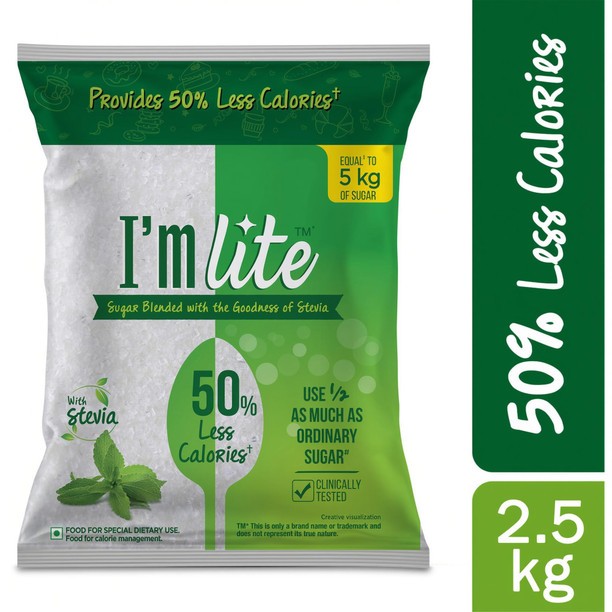 Provides 50% Less Calories†
EQUAL† TO
5 kg
OF SUGAR
I'm lite
TM*
Sugar Blended with the Goodness of Stevia
With
Stevia
50%
Less
Calories†
USE 1/2
AS MUCH AS
ORDINARY
SUGAR
CLINICALLY
TESTED
FOOD FOR SPECIAL DIETARY USE.
Food for calorie management.
Creative visualization
TM* This is only a brand name or trademark and
does not represent its true nature.
50% Less Calories
2.5
kg